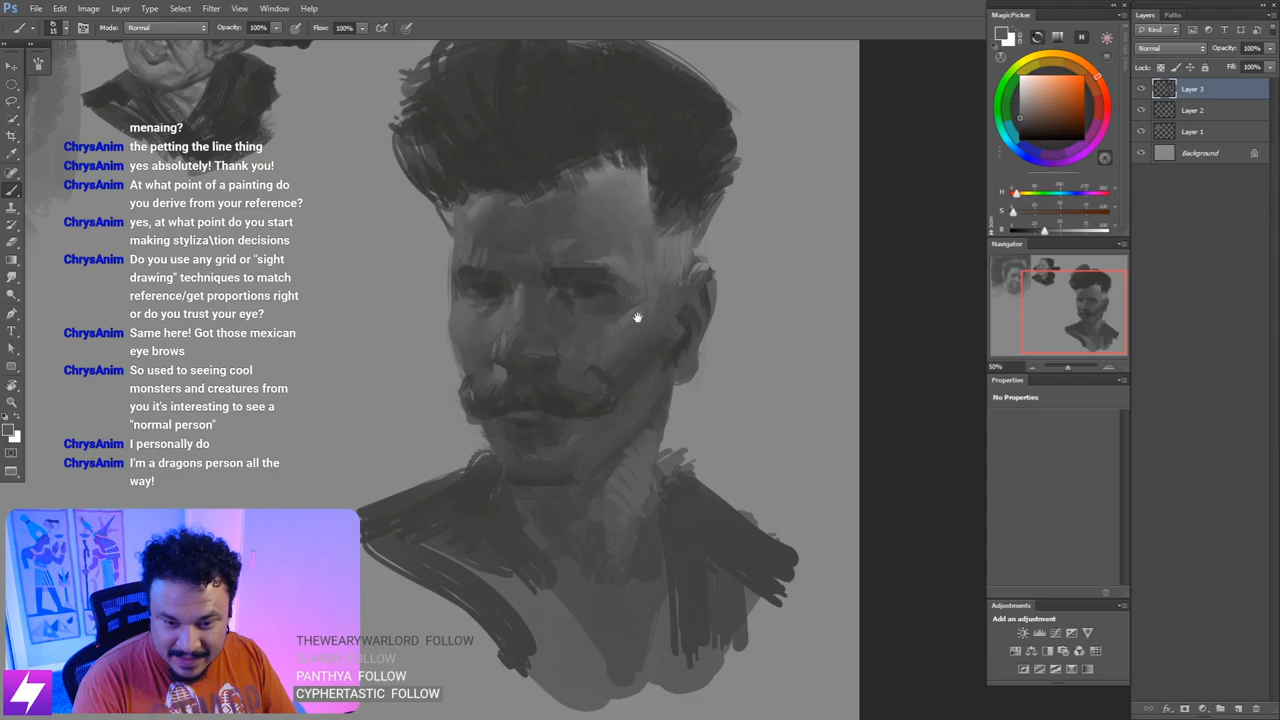 Ps File Edit Image Layer Type Select Filter View Window Help
15 Mode: Normal Opacity: 100% Flow: 100%
menaing?
ChrysAnim the petting the line thing
ChrysAnim yes absolutely! Thank you!
ChrysAnim At what point of a painting do
you derive from your reference?
ChrysAnim yes, at what point do you start
making styliza\tion decisions
ChrysAnim Do you use any grid or "sight
drawing" techniques to match
reference/get proportions right
or do you trust your eye?
ChrysAnim Same here! Got those mexican
eye brows
ChrysAnim So used to seeing cool
monsters and creatures from
you it's interesting to see a
"normal person"
ChrysAnim I personally do
ChrysAnim I'm a dragons person all the
way!
THEWEARYWARLORD FOLLOW
FOLLOW
PANTHYA FOLLOW
CYPHERTASTIC FOLLOW
MagicPicker
H
H
S
B
Navigator
50%
Properties
No Properties
Adjustments
Add an adjustment
Layers Paths
Kind
Normal Opacity: 100%
Lock: Fill: 100%
Layer 3
Layer 2
Layer 1
Background
fx